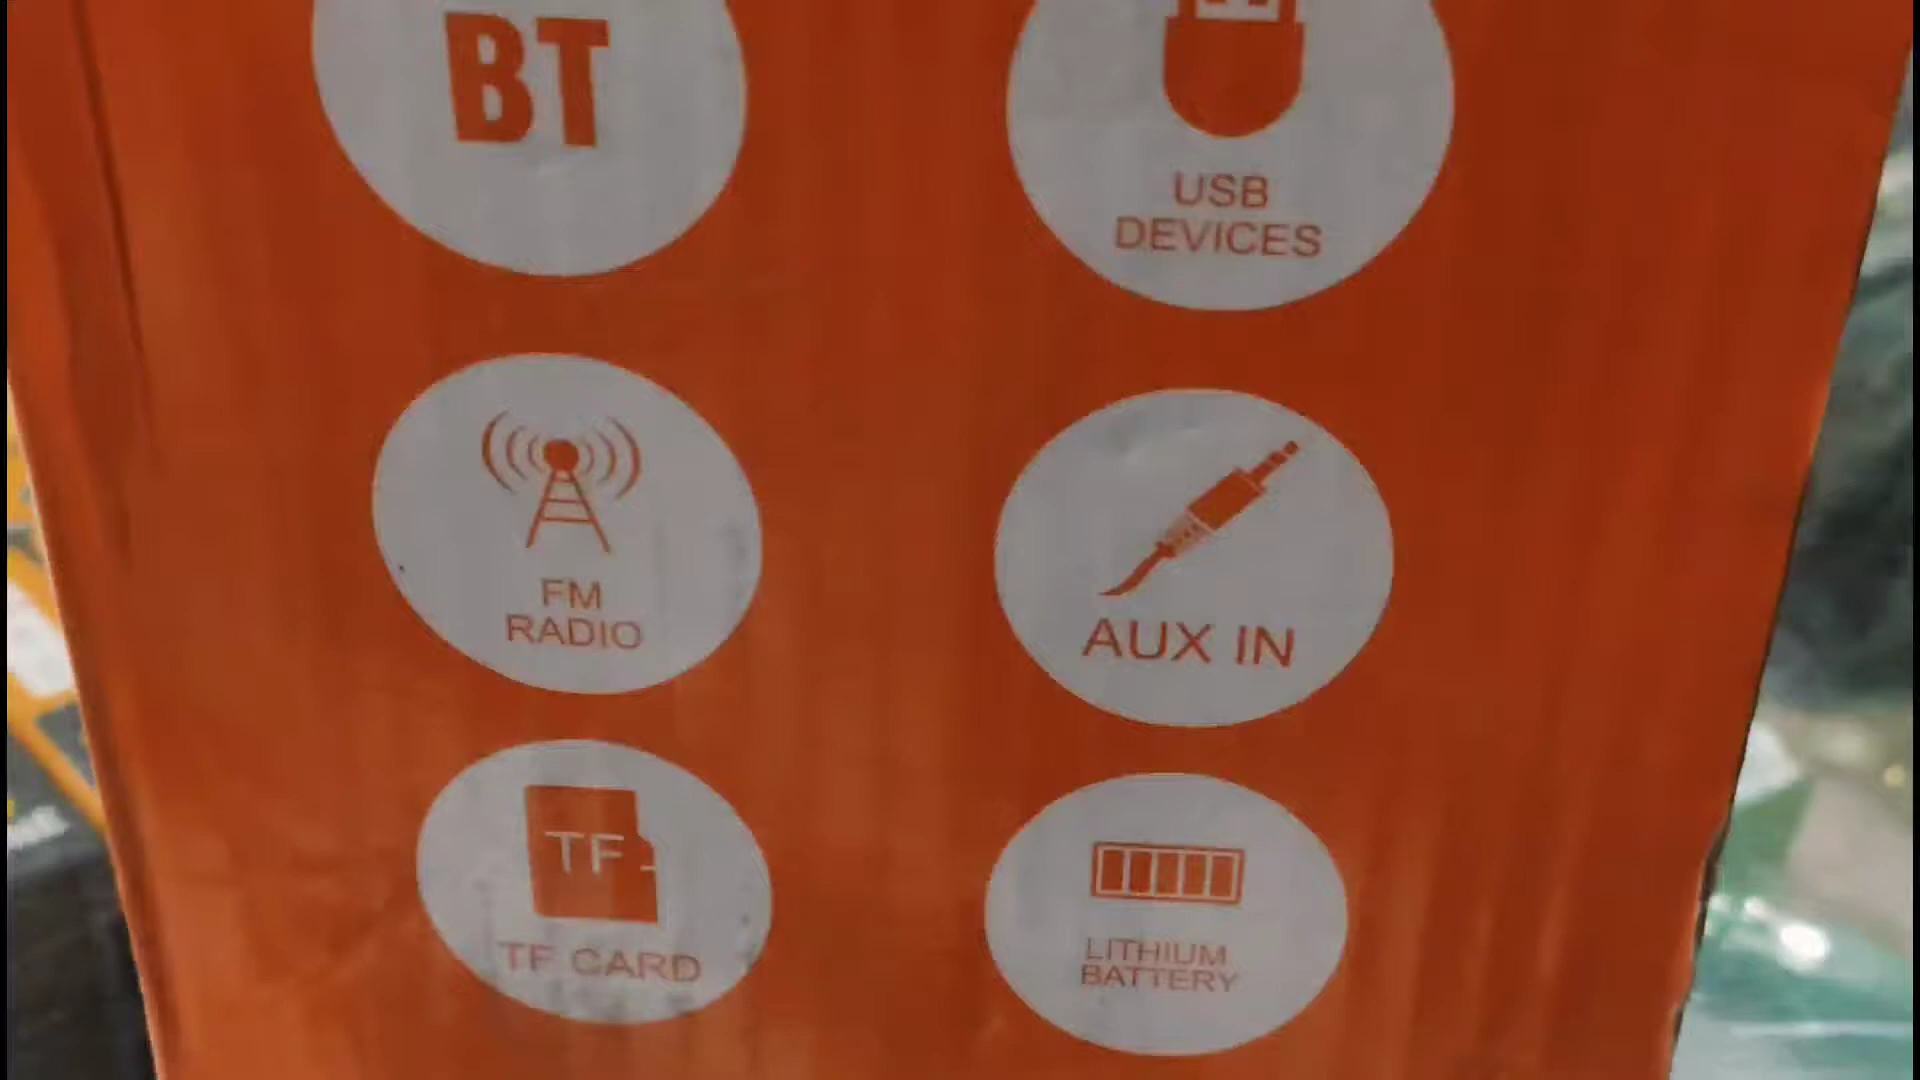 BT
USB
DEVICES
FM
RADIO
AUX IN
TF
TF CARD
LITHIUM
BATTERY